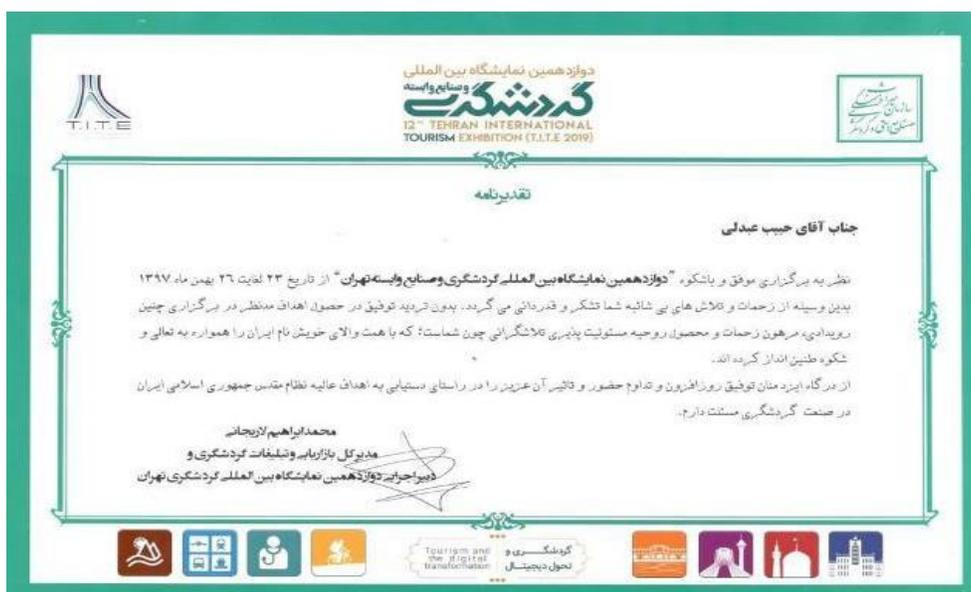 دوازدهمین نمایشگاه بین المللی
گردشگری وصنایع وابسته
12ᵀᴴ TEHRAN INTERNATIONAL
TOURISM EXHIBITION (T.I.T.E 2019)
T.I.T.E
تقدیرنامه
جناب آقای حبیب عبدلی
نظر به برگزاری موفق و باشکوه "دوازدهمین نمایشگاه بین المللی گردشگری و صنایع وابسته تهران" از تاریخ ۲۳ لغایت ۲۶ بهمن ماه ۱۳۹۷
بدین وسیله از زحمات و تلاش های بی شائبه شما تشکر و قدردانی می گردد. بدون تردید توفیق در حصول اهداف مدنظر در برگزاری چنین
رویدادی، مرهون زحمات و محصول روحیه مسئولیت پذیری تلاشگرانی چون شماست؛ که با همت والای خویش نام ایران را همواره به تعالی و
شکوه طنین انداز کرده اند.
از درگاه ایزد منان توفیق روزافزون و تداوم حضور و تاثیر آن عزیز را در راستای دستیابی به اهداف عالیه نظام مقدس جمهوری اسلامی ایران
در صنعت گردشگری مسئلت دارم.
محمدابراهیم لاریجانی
مدیرکل بازاریابی و تبلیغات گردشگری و
دبیر اجرایی دوازدهمین نمایشگاه بین المللی گردشگری تهران
گردشگری و
تحول دیجیتال
Tourism and
the digital
transformation